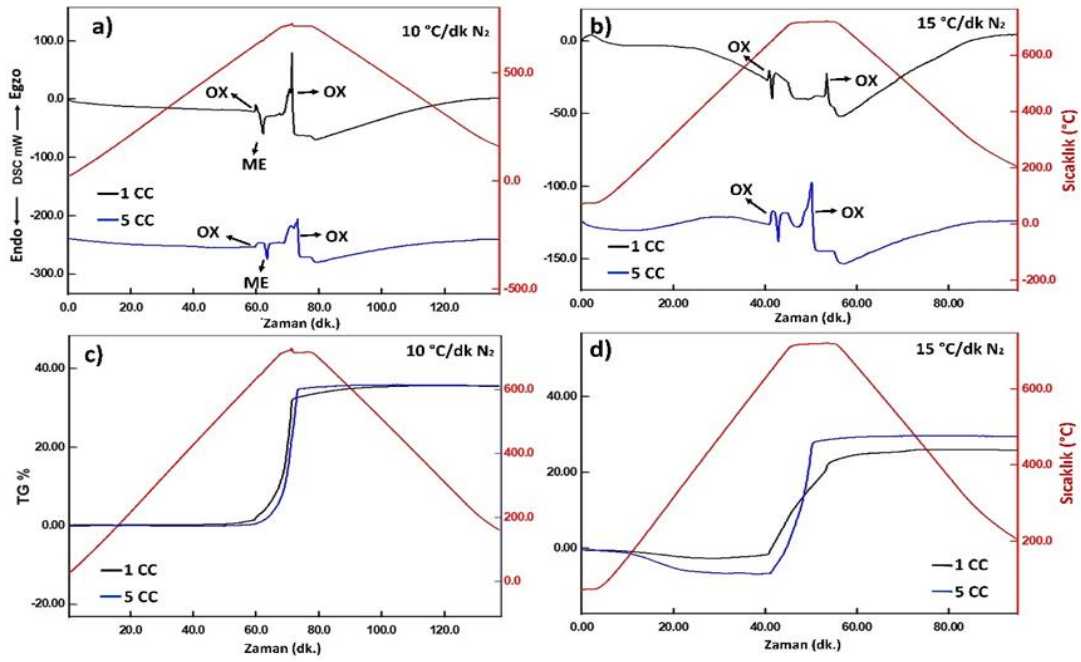 a)
10 °C/dk N₂
100.0
0.0
-100.0
-200.0
-300.0
Endo ← DSC mW → Egzo
500.0
0.0
-500.0
OX
OX
ME
1 CC
5 CC
OX
OX
ME
0.0 20.0 40.0 60.0 80.0 100.0 120.0
Zaman (dk.)
b)
15 °C/dk N₂
0.0
-50.0
-100.0
-150.0
600.0
400.0
200.0
0.0
-200.0
Sıcaklık (°C)
OX
OX
OX
OX
1 CC
5 CC
0.00 20.00 40.00 60.00 80.00
Zaman (dk.)
c)
10 °C/dk N₂
40.00
20.00
0.00
-20.00
TG %
600.0
400.0
200.0
0.0
1 CC
5 CC
20.0 40.0 60.0 80.0 100.0 120.0
Zaman (dk.)
d)
15 °C/dk N₂
40.00
20.00
0.00
600.0
400.0
200.0
Sıcaklık (°C)
1 CC
5 CC
0.00 20.00 40.00 60.00 80.00
Zaman (dk.)